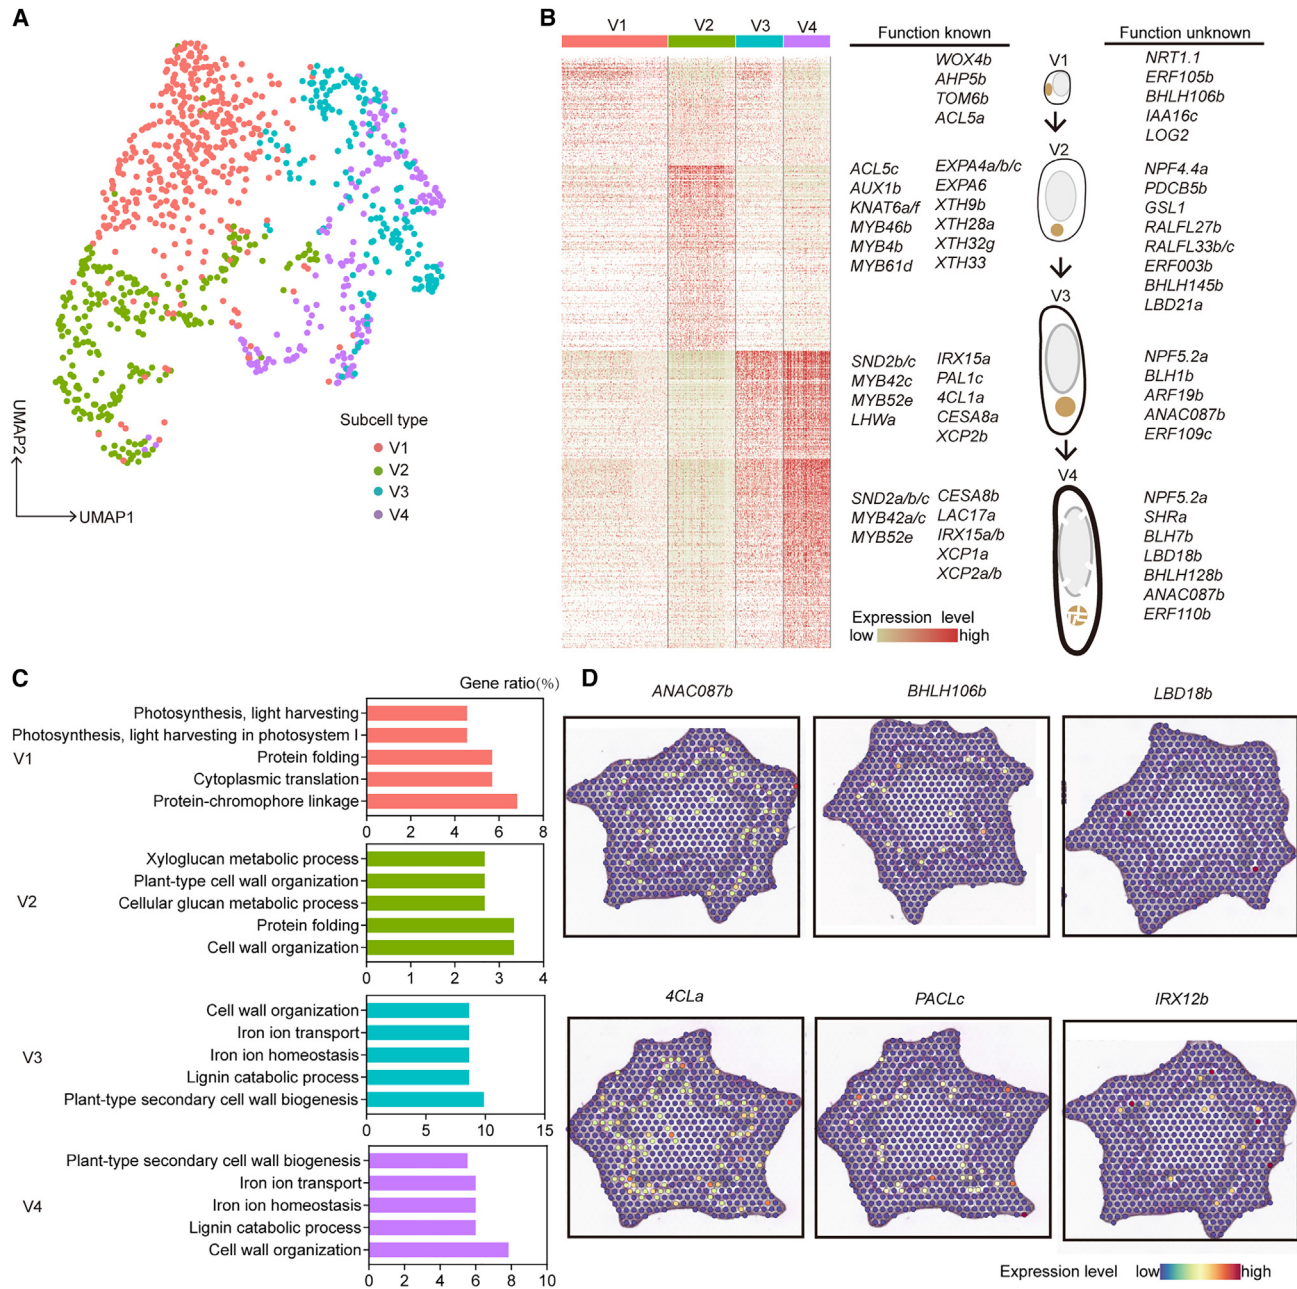 A
UMAP2
UMAP1
Subcell type
V1
V2
V3
V4
B
V1 V2 V3 V4
Function known
Function unknown
WOX4b
AHP5b
TOM6b
ACL5a
V1
NRT1.1
ERF105b
BHLH106b
IAA16c
LOG2
V2
ACL5c EXPA4a/b/c
AUX1b EXPA6
KNAT6a/f XTH9b
MYB46b XTH28a
MYB4b XTH32g
MYB61d XTH33
NPF4.4a
PDCB5b
GSL1
RALFL27b
RALFL33b/c
ERF003b
BHLH145b
LBD21a
V3
SND2b/c IRX15a
MYB42c PAL1c
MYB52e 4CL1a
LHWa CESA8a
XCP2b
NPF5.2a
BLH1b
ARF19b
ANAC087b
ERF109c
V4
SND2a/b/c CESA8b
MYB42a/c LAC17a
MYB52e IRX15a/b
XCP1a
XCP2a/b
NPF5.2a
SHRa
BLH7b
LBD18b
BHLH128b
ANAC087b
ERF110b
Expression level
low high
C
Gene ratio(%)
V1
Photosynthesis, light harvesting
Photosynthesis, light harvesting in photosystem I
Protein folding
Cytoplasmic translation
Protein-chromophore linkage
0 2 4 6 8
V2
Xyloglucan metabolic process
Plant-type cell wall organization
Cellular glucan metabolic process
Protein folding
Cell wall organization
0 1 2 3 4
V3
Cell wall organization
Iron ion transport
Iron ion homeostasis
Lignin catabolic process
Plant-type secondary cell wall biogenesis
0 5 10 15
V4
Plant-type secondary cell wall biogenesis
Iron ion transport
Iron ion homeostasis
Lignin catabolic process
Cell wall organization
0 2 4 6 8 10
D
ANAC087b
BHLH106b
LBD18b
4CLa
PACLc
IRX12b
Expression level low high